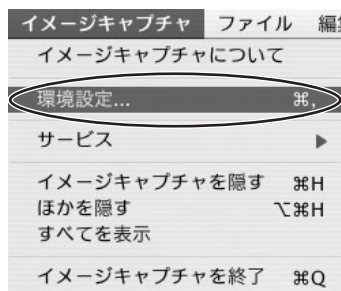 イメージキャプチャ ファイル
イメージキャプチャについて
環境設定... ⌘,
サービス ▶
イメージキャプチャを隠す ⌘H
ほかを隠す ⌥⌘H
すべてを表示
イメージキャプチャを終了 ⌘Q